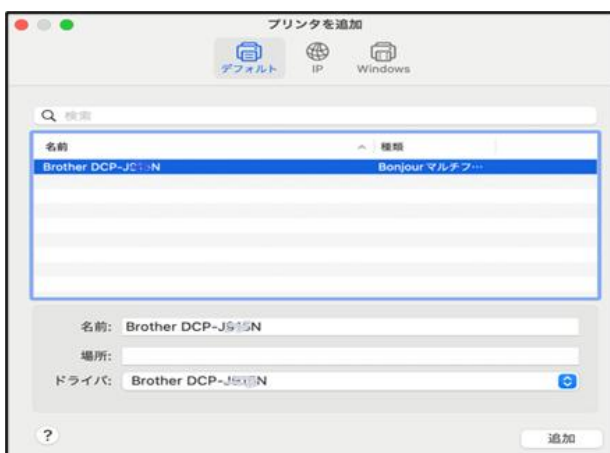 プリンタを追加
デフォルト
IP
Windows
検索
名前 種類
Brother Bonjour マルチフ…
名前: Brother
場所:
ドライバ: Brother
?
追加